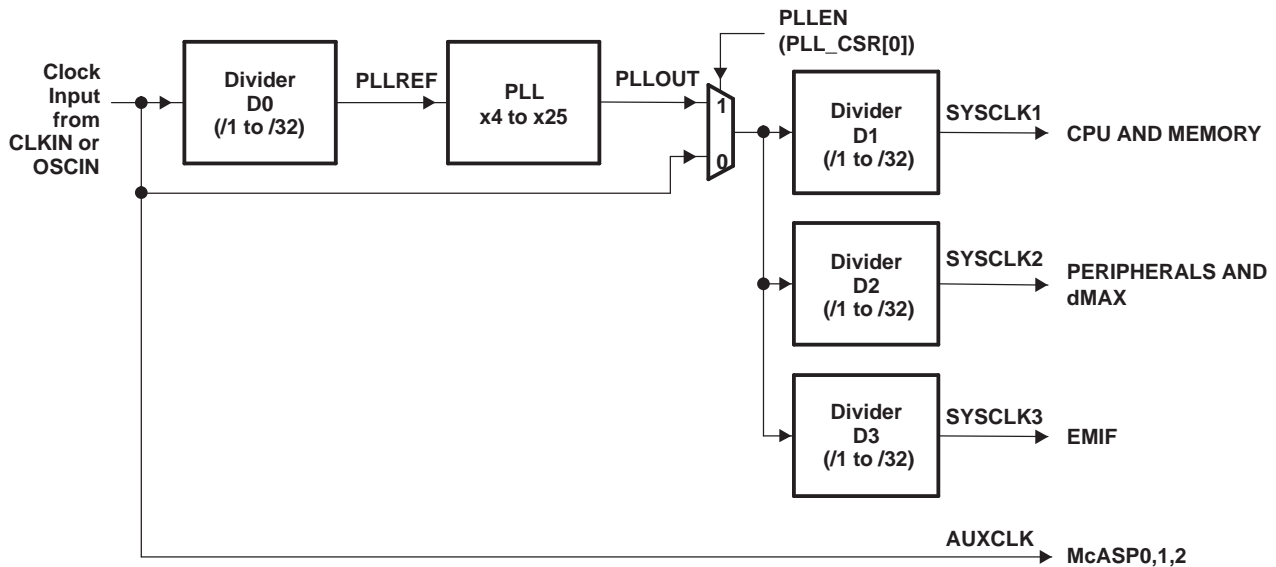 Clock
Input
from
CLKIN or
OSCIN
Divider
D0
(/1 to /32)
PLLREF
PLL
x4 to x25
PLLOUT
PLLEN
(PLL_CSR[0])
1
0
Divider
D1
(/1 to /32)
SYSCLK1
CPU AND MEMORY
Divider
D2
(/1 to /32)
SYSCLK2
PERIPHERALS AND
dMAX
Divider
D3
(/1 to /32)
SYSCLK3
EMIF
AUXCLK
McASP0,1,2